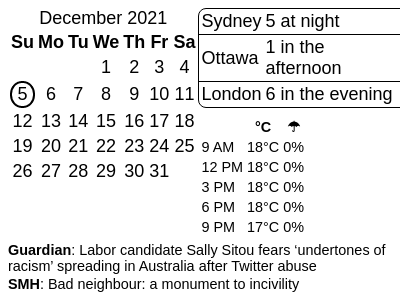 December 2021
Su Mo Tu We Th Fr Sa
1 2 3 4
5 6 7 8 9 10 11
12 13 14 15 16 17 18
19 20 21 22 23 24 25
26 27 28 29 30 31
Sydney 5 at night
Ottawa 1 in the
afternoon
London 6 in the evening
°C ☂
9 AM 18°C 0%
12 PM 18°C 0%
3 PM 18°C 0%
6 PM 18°C 0%
9 PM 17°C 0%
Guardian: Labor candidate Sally Sitou fears ‘undertones of
racism’ spreading in Australia after Twitter abuse
SMH: Bad neighbour: a monument to incivility